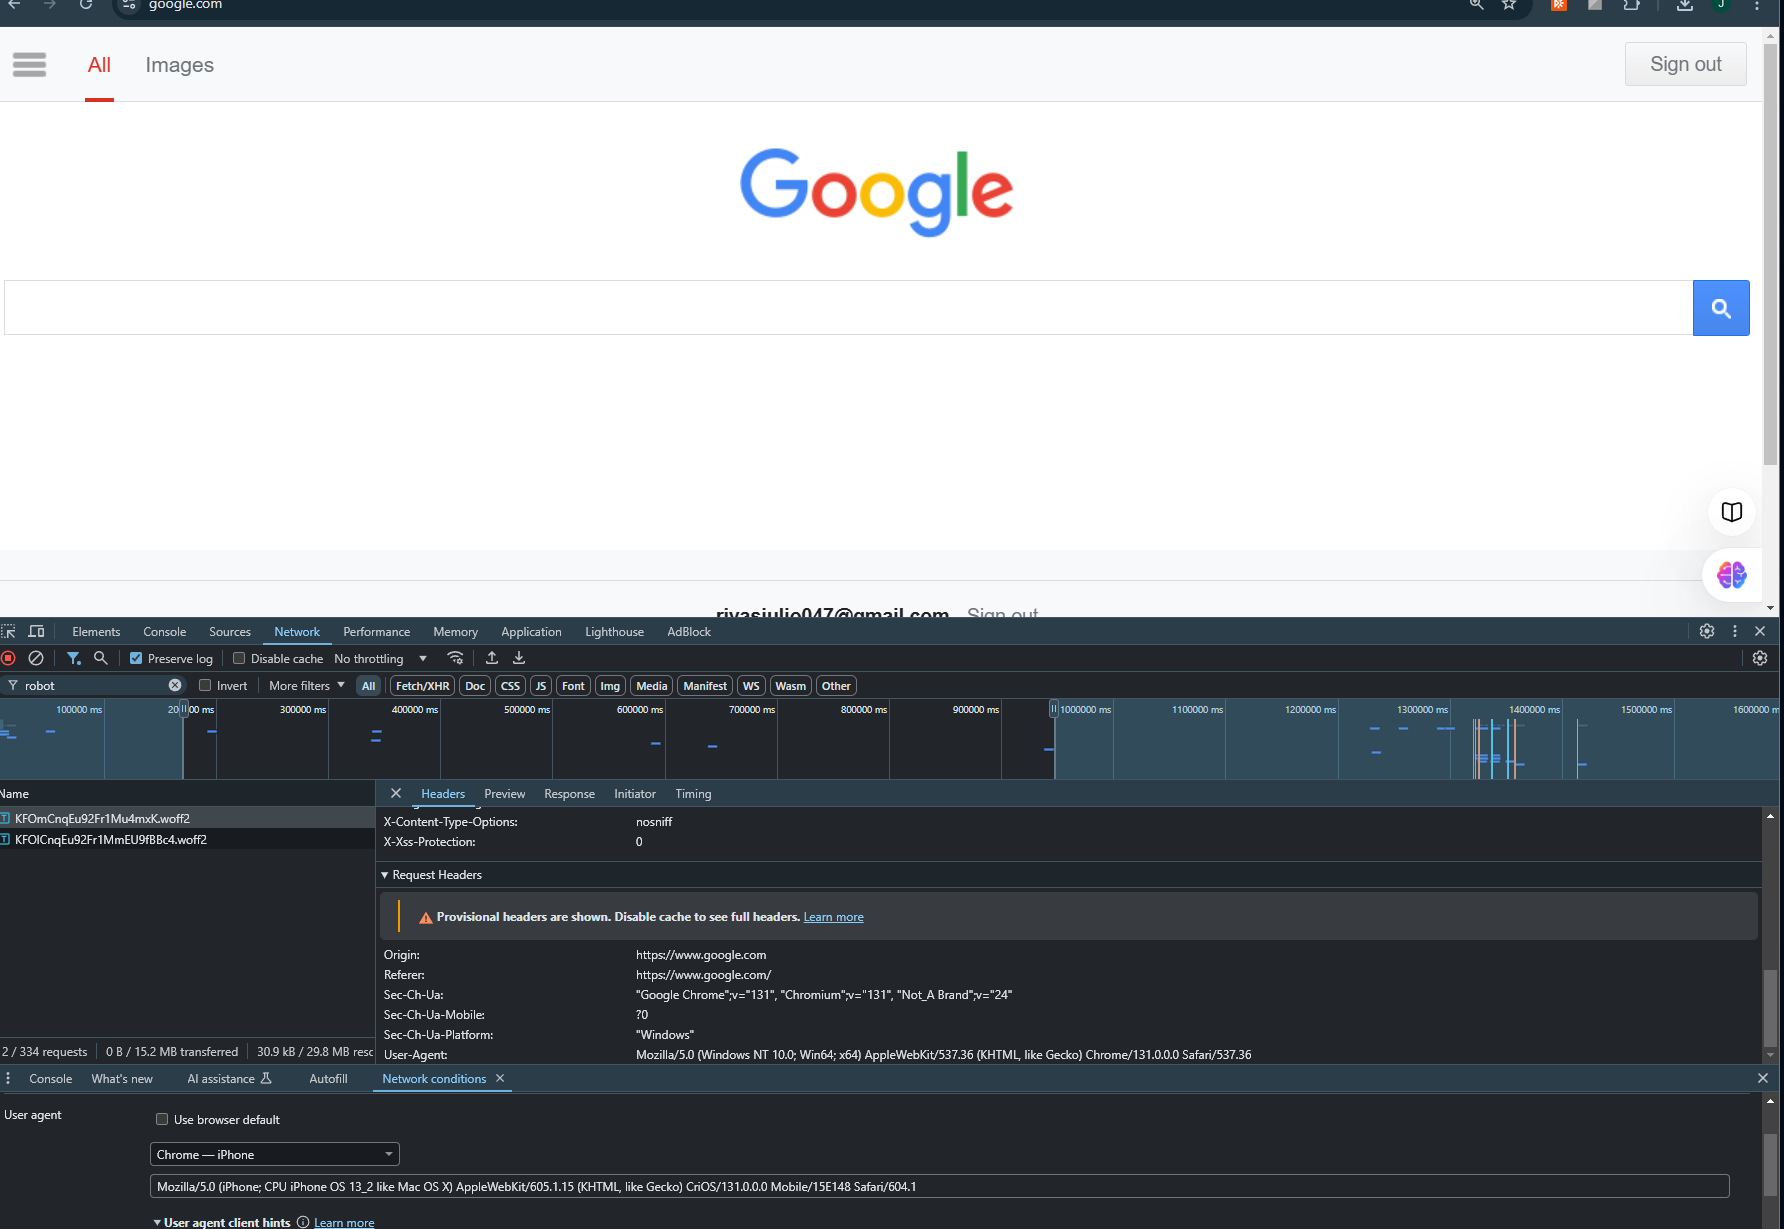 google.com
All Images Sign out
Google
rivasjulio047@gmail.com Sign out
Elements Console Sources Network Performance Memory Application Lighthouse AdBlock
Preserve log Disable cache No throttling
robot Invert More filters All Fetch/XHR Doc CSS JS Font Img Media Manifest WS Wasm Other
100000 ms 20 00 ms 300000 ms 400000 ms 500000 ms 600000 ms 700000 ms 800000 ms 900000 ms 1000000 ms 1100000 ms 1200000 ms 1300000 ms 1400000 ms 1500000 ms 1600000 m
Name
Headers Preview Response Initiator Timing
KFOmCnqEu92Fr1Mu4mxK.woff2
KFOlCnqEu92Fr1MmEU9fBBc4.woff2
X-Content-Type-Options: nosniff
X-Xss-Protection: 0
Request Headers
Provisional headers are shown. Disable cache to see full headers. Learn more
Origin: https://www.google.com
Referer: https://www.google.com/
Sec-Ch-Ua: "Google Chrome";v="131", "Chromium";v="131", "Not_A Brand";v="24"
Sec-Ch-Ua-Mobile: ?0
Sec-Ch-Ua-Platform: "Windows"
User-Agent: Mozilla/5.0 (Windows NT 10.0; Win64; x64) AppleWebKit/537.36 (KHTML, like Gecko) Chrome/131.0.0.0 Safari/537.36
2 / 334 requests 0 B / 15.2 MB transferred 30.9 kB / 29.8 MB resc
Console What's new AI assistance Autofill Network conditions
User agent
Use browser default
Chrome — iPhone
Mozilla/5.0 (iPhone; CPU iPhone OS 13_2 like Mac OS X) AppleWebKit/605.1.15 (KHTML, like Gecko) CriOS/131.0.0.0 Mobile/15E148 Safari/604.1
User agent client hints Learn more